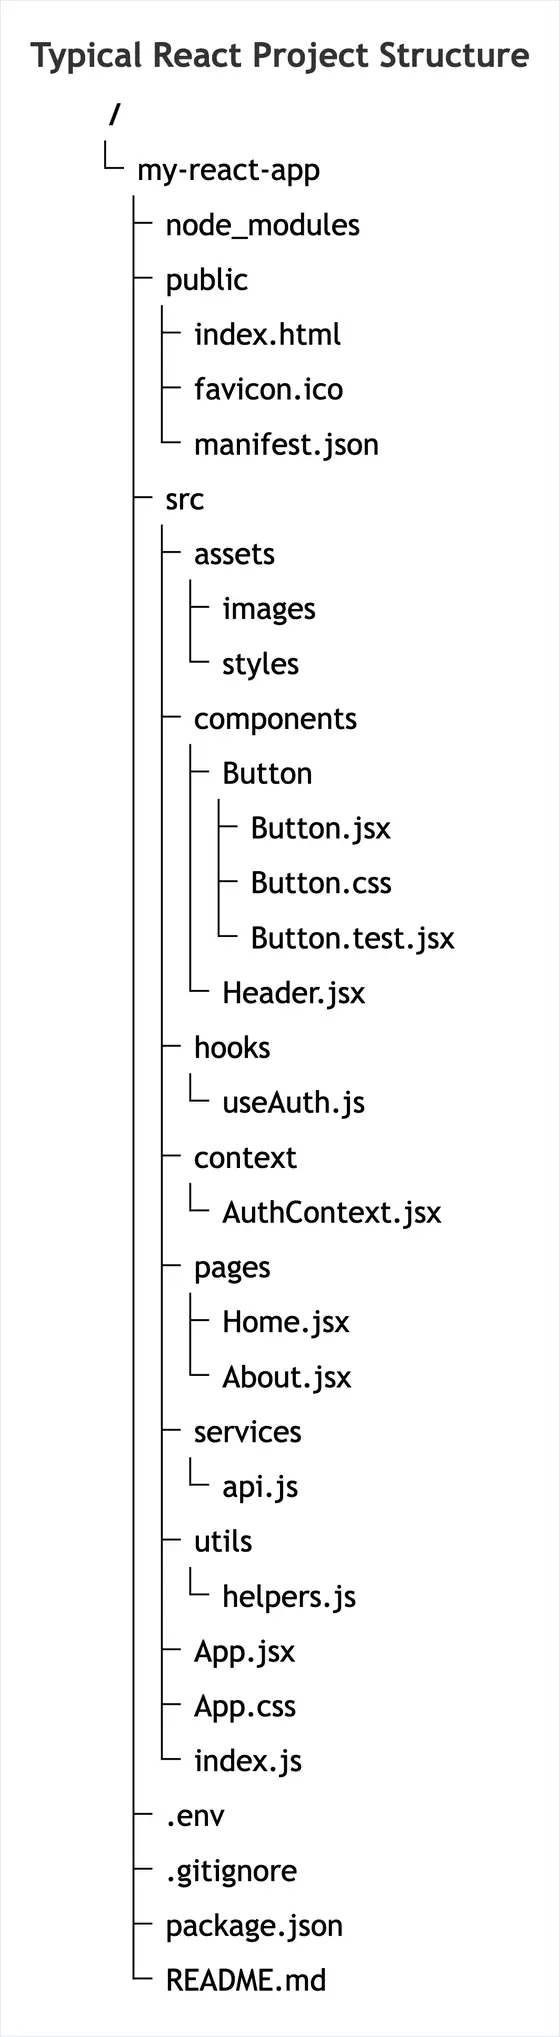 Typical React Project Structure
/
my-react-app
node_modules
public
index.html
favicon.ico
manifest.json
src
assets
images
styles
components
Button
Button.jsx
Button.css
Button.test.jsx
Header.jsx
hooks
useAuth.js
context
AuthContext.jsx
pages
Home.jsx
About.jsx
services
api.js
utils
helpers.js
App.jsx
App.css
index.js
.env
.gitignore
package.json
README.md